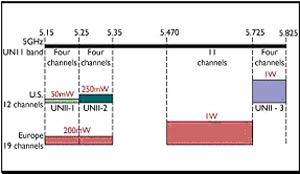 5.15 5.25 5.35 5.470 5.725 5.825
5GHz
UN11 band
Four channels Four channels 11 channels Four channels
1W
250mW
U.S.
12 channels
50mW
UNII-1 UNII-2 UNII - 3
1W
200mW
Europe
19 channels